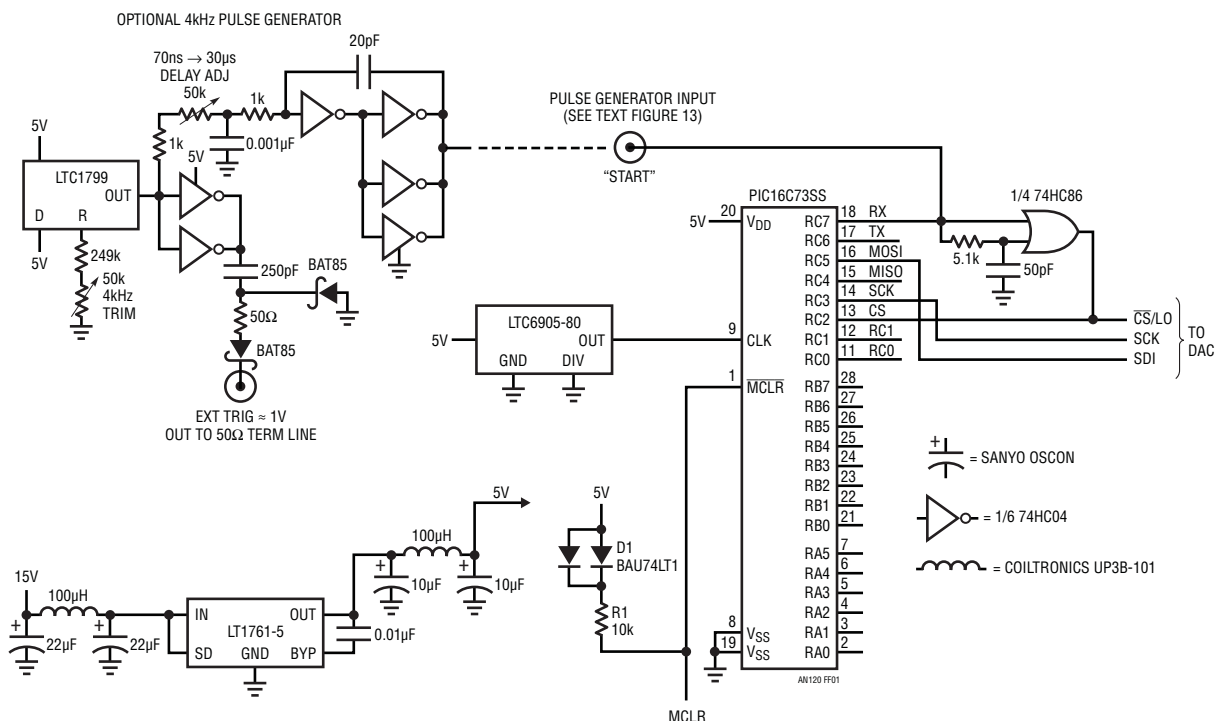 OPTIONAL 4kHz PULSE GENERATOR
70ns → 30µs
DELAY ADJ
50k
20pF
1k
1k
0.001µF
5V
5V
LTC1799
OUT
D
R
5V
249k
50k
4kHz
TRIM
250pF
BAT85
50Ω
BAT85
EXT TRIG ≈ 1V
OUT TO 50Ω TERM LINE
PULSE GENERATOR INPUT
(SEE TEXT FIGURE 13)
"START"
PIC16C73SS
5V
20
VDD
RC7
18
RX
RC6
17
TX
RC5
16
MOSI
RC4
15
MISO
RC3
14
SCK
RC2
13
CS
RC1
12
RC1
RC0
11
RC0
1/4 74HC86
5.1k
50pF
CS/LO
SCK
SDI
TO
DAC
5V
LTC6905-80
OUT
GND
DIV
9
CLK
1
MCLR
RB7
28
RB6
27
RB5
26
RB4
25
RB3
24
RB2
23
RB1
22
RB0
21
RA5
7
RA4
6
RA3
5
RA2
4
RA1
3
RA0
2
8
VSS
19
VSS
AN120 FF01
+
= SANYO OSCON
= 1/6 74HC04
= COILTRONICS UP3B-101
15V
100µH
+
22µF
+
22µF
IN
OUT
LT1761-5
SD
GND
BYP
0.01µF
100µH
5V
+
10µF
+
10µF
5V
D1
BAU74LT1
R1
10k
MCLR